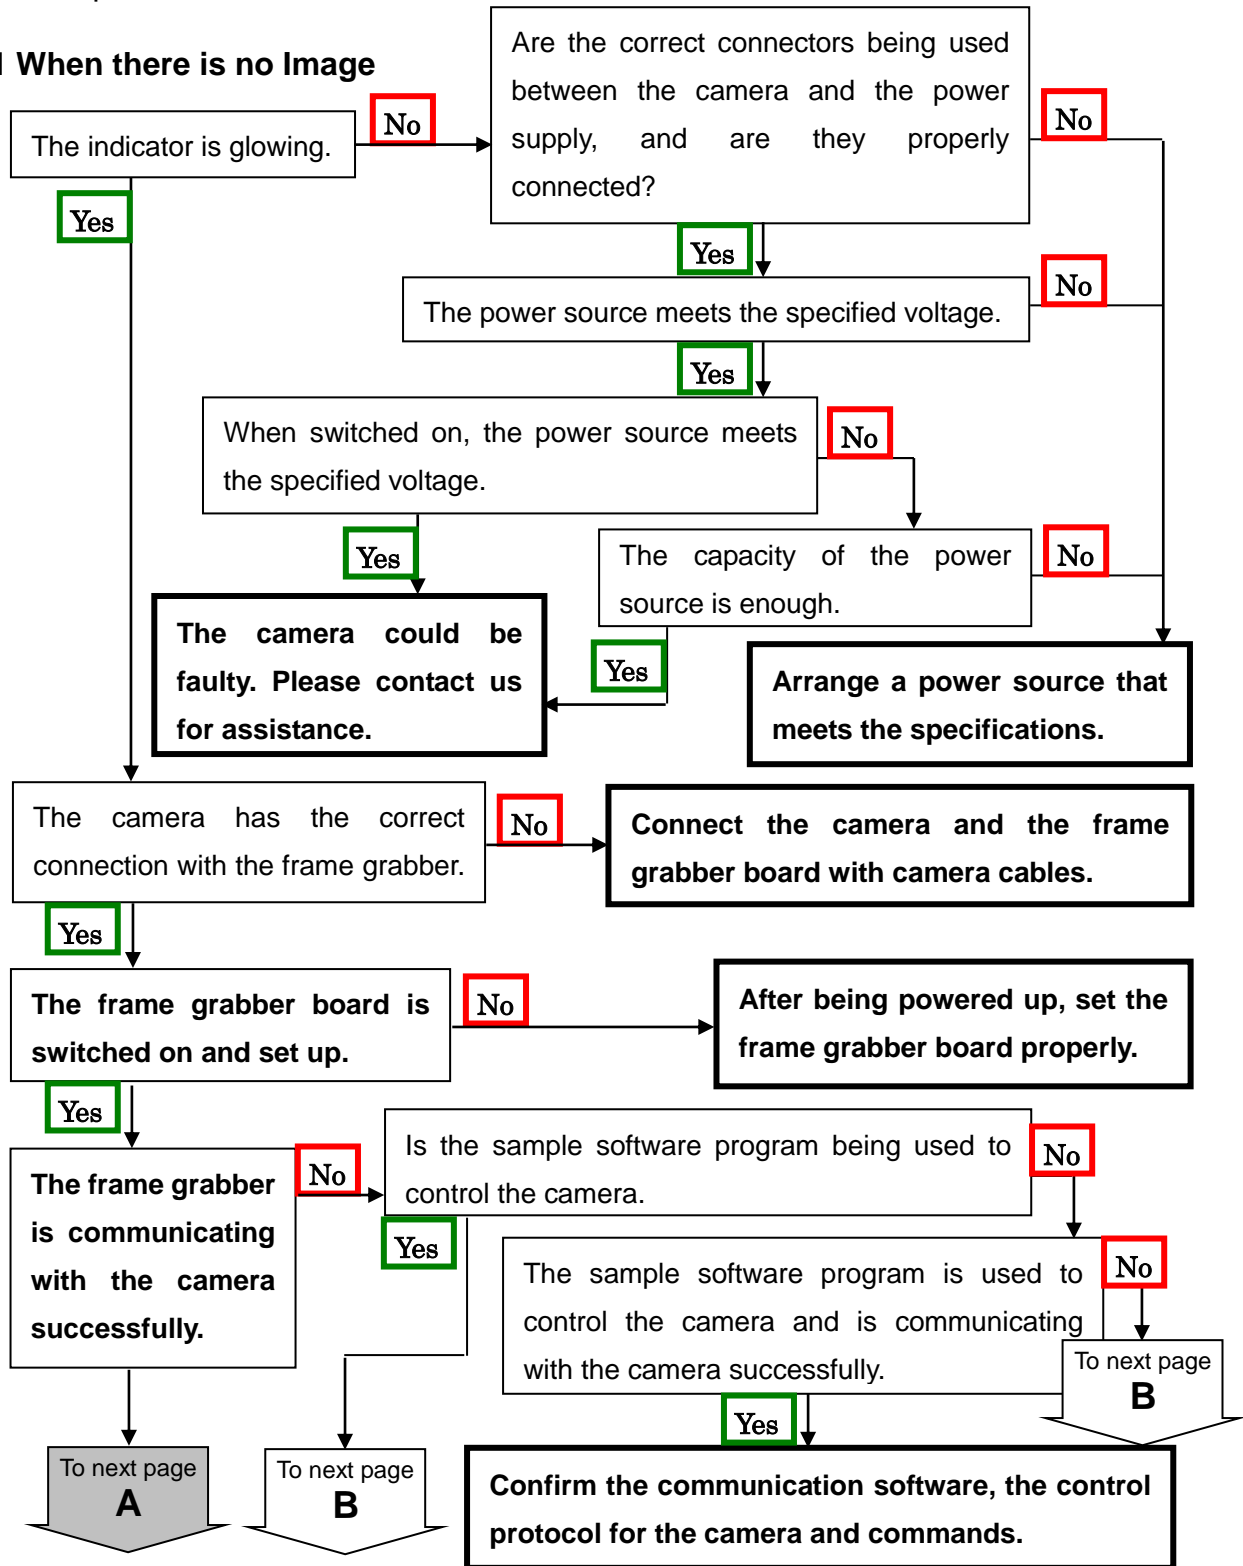 When there is no Image
Are the correct connectors being used
between the camera and the power
supply, and are they properly
connected?
No
No
The indicator is glowing.
Yes
Yes
No
The power source meets the specified voltage.
Yes
When switched on, the power source meets
the specified voltage.
No
Yes
The capacity of the power
source is enough.
No
The camera could be
faulty. Please contact us
for assistance.
Yes
Arrange a power source that
meets the specifications.
The camera has the correct
connection with the frame grabber.
No
Connect the camera and the frame
grabber board with camera cables.
Yes
The frame grabber board is
switched on and set up.
No
After being powered up, set the
frame grabber board properly.
Yes
The frame grabber
is communicating
with the camera
successfully.
No
Is the sample software program being used to
control the camera.
No
Yes
The sample software program is used to
control the camera and is communicating
with the camera successfully.
No
To next page
B
Yes
To next page
A
To next page
B
Confirm the communication software, the control
protocol for the camera and commands.